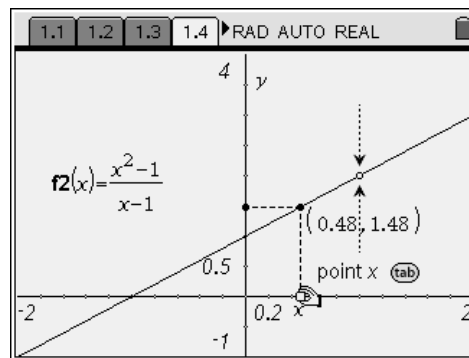 1.1 1.2 1.3 1.4 RAD AUTO REAL
4 y
f2(x)=x²-1/x-1
(0.48, 1.48)
0.5
point x tab
-2 0.2 x 2
-1